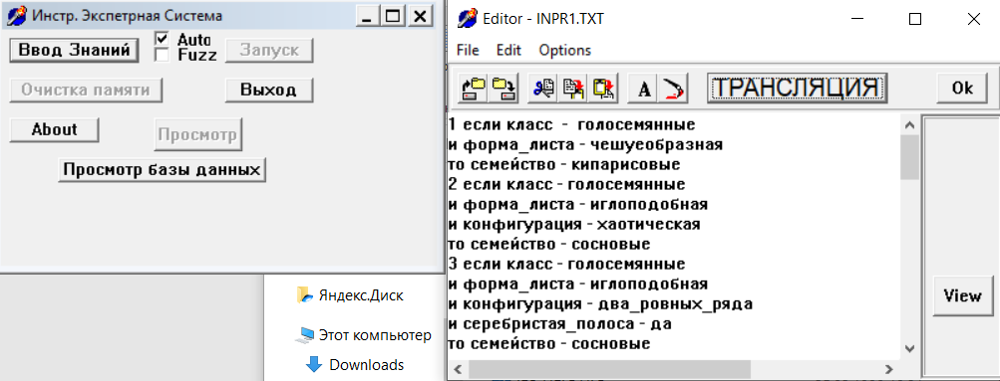 Инстр. Экспетрная Система
Ввод Знаний
Auto
Fuzz
Запуск
Очистка памяти
Выход
About
Просмотр
Просмотр базы данных
Яндекс.Диск
Этот компьютер
Downloads
Editor - INPR1.TXT
File Edit Options
A
ТРАНСЛЯЦИЯ
Ok
1 если класс - голосемянные
и форма_листа - чешуеобразная
то семейство - кипарисовые
2 если класс - голосемянные
и форма_листа - иглоподобная
и конфигурация - хаотическая
то семейство - сосновые
3 если класс - голосемянные
и форма_листа - иглоподобная
и конфигурация - два_ровных_ряда
и серебристая_полоса - да
то семейство - сосновые
View